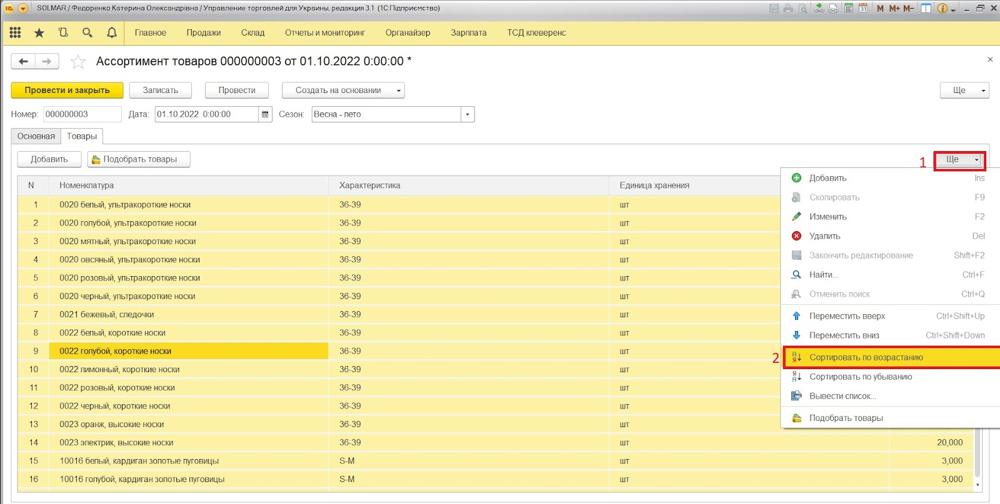 SOLMAR / Федоренко Катерина Олександрівна / Управление торговлей для Украины, редакция 3.1 (1С:Підприємство)
M M+ M−
Главное Продажи Склад Отчеты и мониторинг Органайзер Зарплата ТСД клеверенс
Ассортимент товаров 000000003 от 01.10.2022 0:00:00 *
Провести и закрыть Записать Провести Создать на основании Ще
Номер: 000000003 Дата: 01.10.2022 0:00:00 Сезон: Весна - лето
Основная Товары
Добавить Подобрать товары 1 Ще
N Номенклатура Характеристика Единица хранения
1 0020 белый, ультракороткие носки 36-39 шт
2 0020 голубой, ультракороткие носки 36-39 шт
3 0020 мятный, ультракороткие носки 36-39 шт
4 0020 овсяный, ультракороткие носки 36-39 шт
5 0020 розовый, ультракороткие носки 36-39 шт
6 0020 черный, ультракороткие носки 36-39 шт
7 0021 бежевый, следочки 36-39 шт
8 0022 белый, короткие носки 36-39 шт
9 0022 голубой, короткие носки 36-39 шт
10 0022 лимонный, короткие носки 36-39 шт
11 0022 розовый, короткие носки 36-39 шт
12 0022 черный, короткие носки 36-39 шт
13 0023 оранж, высокие носки 36-39 шт
14 0023 электрик, высокие носки 36-39 шт 20,000
15 10016 белый, кардиган золотые пуговицы S-M шт 3,000
16 10016 голубой, кардиган золотые пуговицы S-M шт 3,000
Добавить Ins
Скопировать F9
Изменить F2
Удалить Del
Закончить редактирование Shift+F2
Найти... Ctrl+F
Отменить поиск Ctrl+Q
Переместить вверх Ctrl+Shift+Up
Переместить вниз Ctrl+Shift+Down
2 Сортировать по возрастанию
Сортировать по убыванию
Вывести список...
Подобрать товары